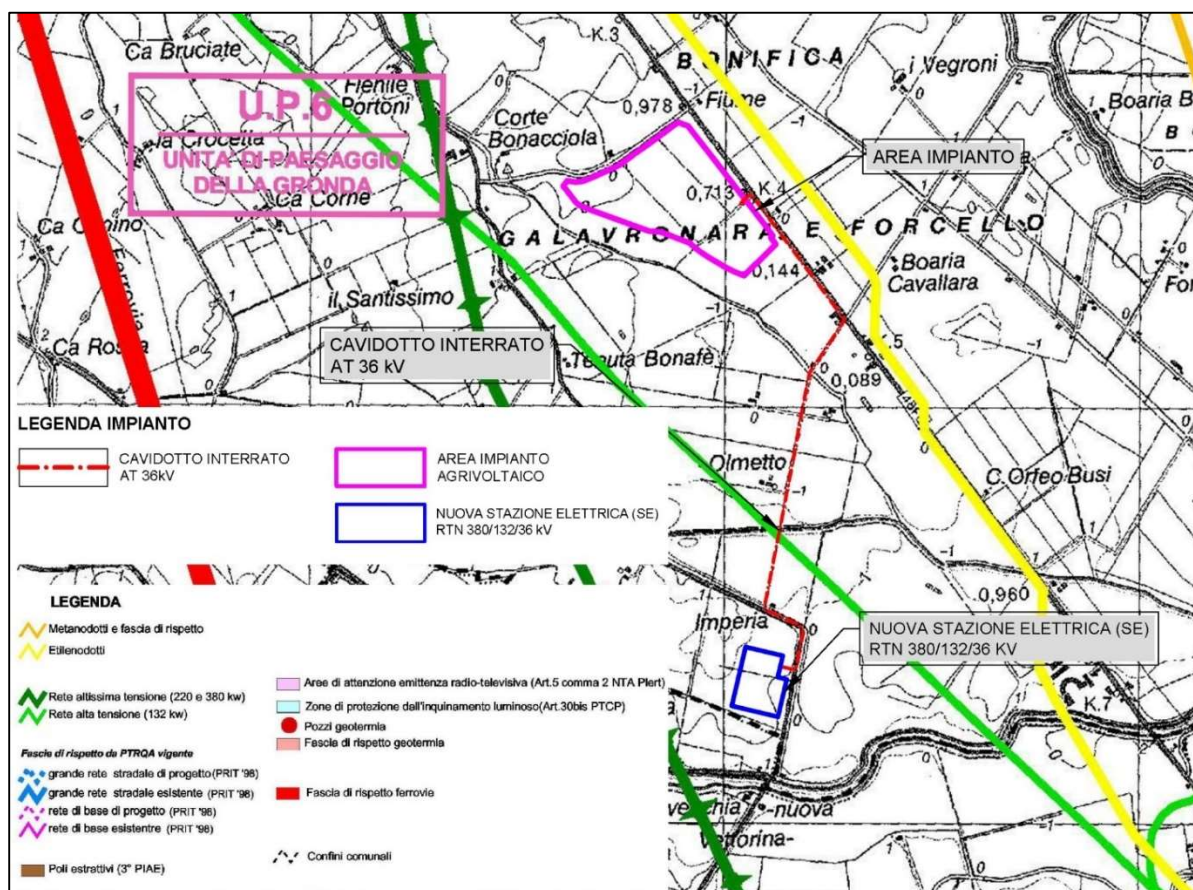 Ca Bruciate
K.3
BONIFICA
i Vegroni
Fienile
Portoni
0,978
Fiume
Boaria B
U.P.6
la Crocetta
UNITA DI PAESAGGIO
DELLA GRONDA
Ca Corne
Corte
Bonacciola
AREA IMPIANTO
0,713
K.4
GALAVRONARA E FORCELLO
Ferrovie
il Santissimo
0,144
Boaria
Cavallara
CAVIDOTTO INTERRATO
AT 36 kV
Tenuta Bonafè
0,089
LEGENDA IMPIANTO
CAVIDOTTO INTERRATO
AT 36kV
AREA IMPIANTO
AGRIVOLTAICO
NUOVA STAZIONE ELETTRICA (SE)
RTN 380/132/36 kV
Olmetto
C. Orfeo Busi
0,960
Imperia
NUOVA STAZIONE ELETTRICA (SE)
RTN 380/132/36 KV
K.7
nuova
Vettorina
LEGENDA
Metanodotti e fascia di rispetto
Etilenodotti
Rete altissima tensione (220 e 380 kw)
Rete alta tensione (132 kw)
Fascie di rispetto da PTRQA vigente
grande rete stradale di progetto (PRIT '98)
grande rete stradale esistente (PRIT '98)
rete di base di progetto (PRIT '98)
rete di base esistentre (PRIT '98)
Poli estrattivi (3° PIAE)
Aree di attenzione emittenza radio-televisiva (Art.5 comma 2 NTA Plert)
Zone di protezione dall'inquinamento luminoso(Art.30bis PTCP)
Pozzi geotermia
Fascia di rispetto geotermia
Fascia di rispetto ferrovie
Confini comunali